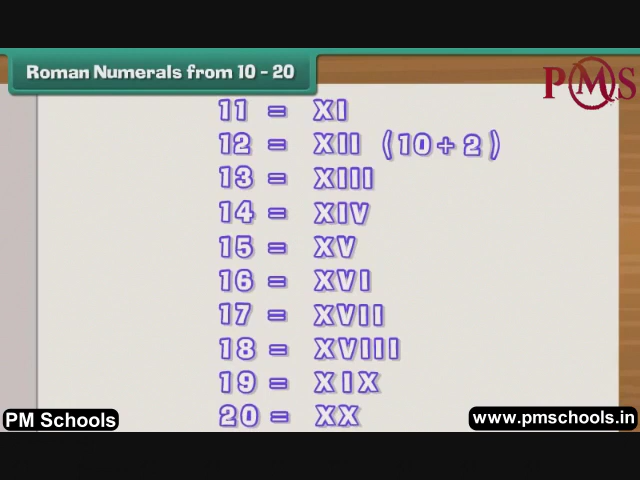 Roman Numerals from 10 - 20
PMS
11 = XI
12 = XII (10 + 2)
13 = XIII
14 = XIV
15 = XV
16 = XVI
17 = XVII
18 = XVIII
19 = XIX
20 = XX
PM Schools
www.pmschools.in